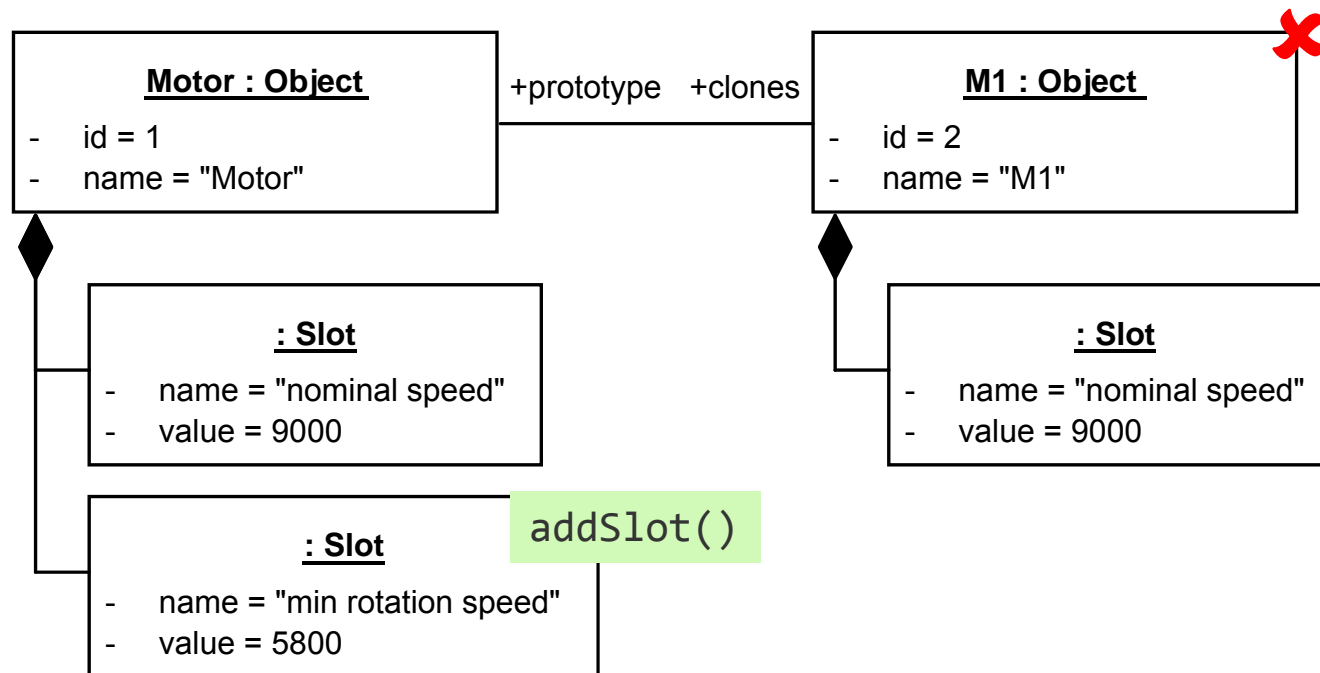 Motor : Object
- id = 1
- name = "Motor"
+prototype +clones
M1 : Object
- id = 2
- name = "M1"
: Slot
- name = "nominal speed"
- value = 9000
: Slot
- name = "nominal speed"
- value = 9000
: Slot
- name = "min rotation speed"
- value = 5800
addSlot()